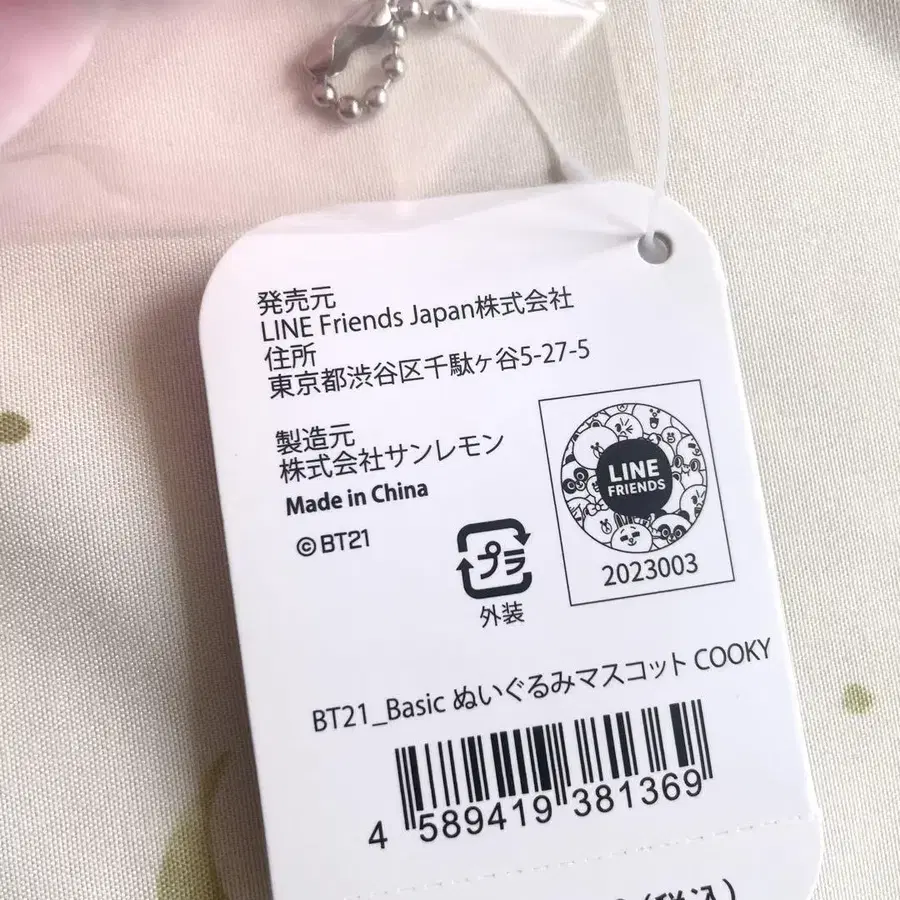 発売元
LINE Friends Japan株式会社
住所
東京都渋谷区千駄ヶ谷5-27-5
製造元
株式会社サンレモン
Made in China
©BT21
プラ
外装
LINE
FRIENDS
2023003
BT21_Basic ぬいぐるみマスコット COOKY
4 589419 381369
(税込)